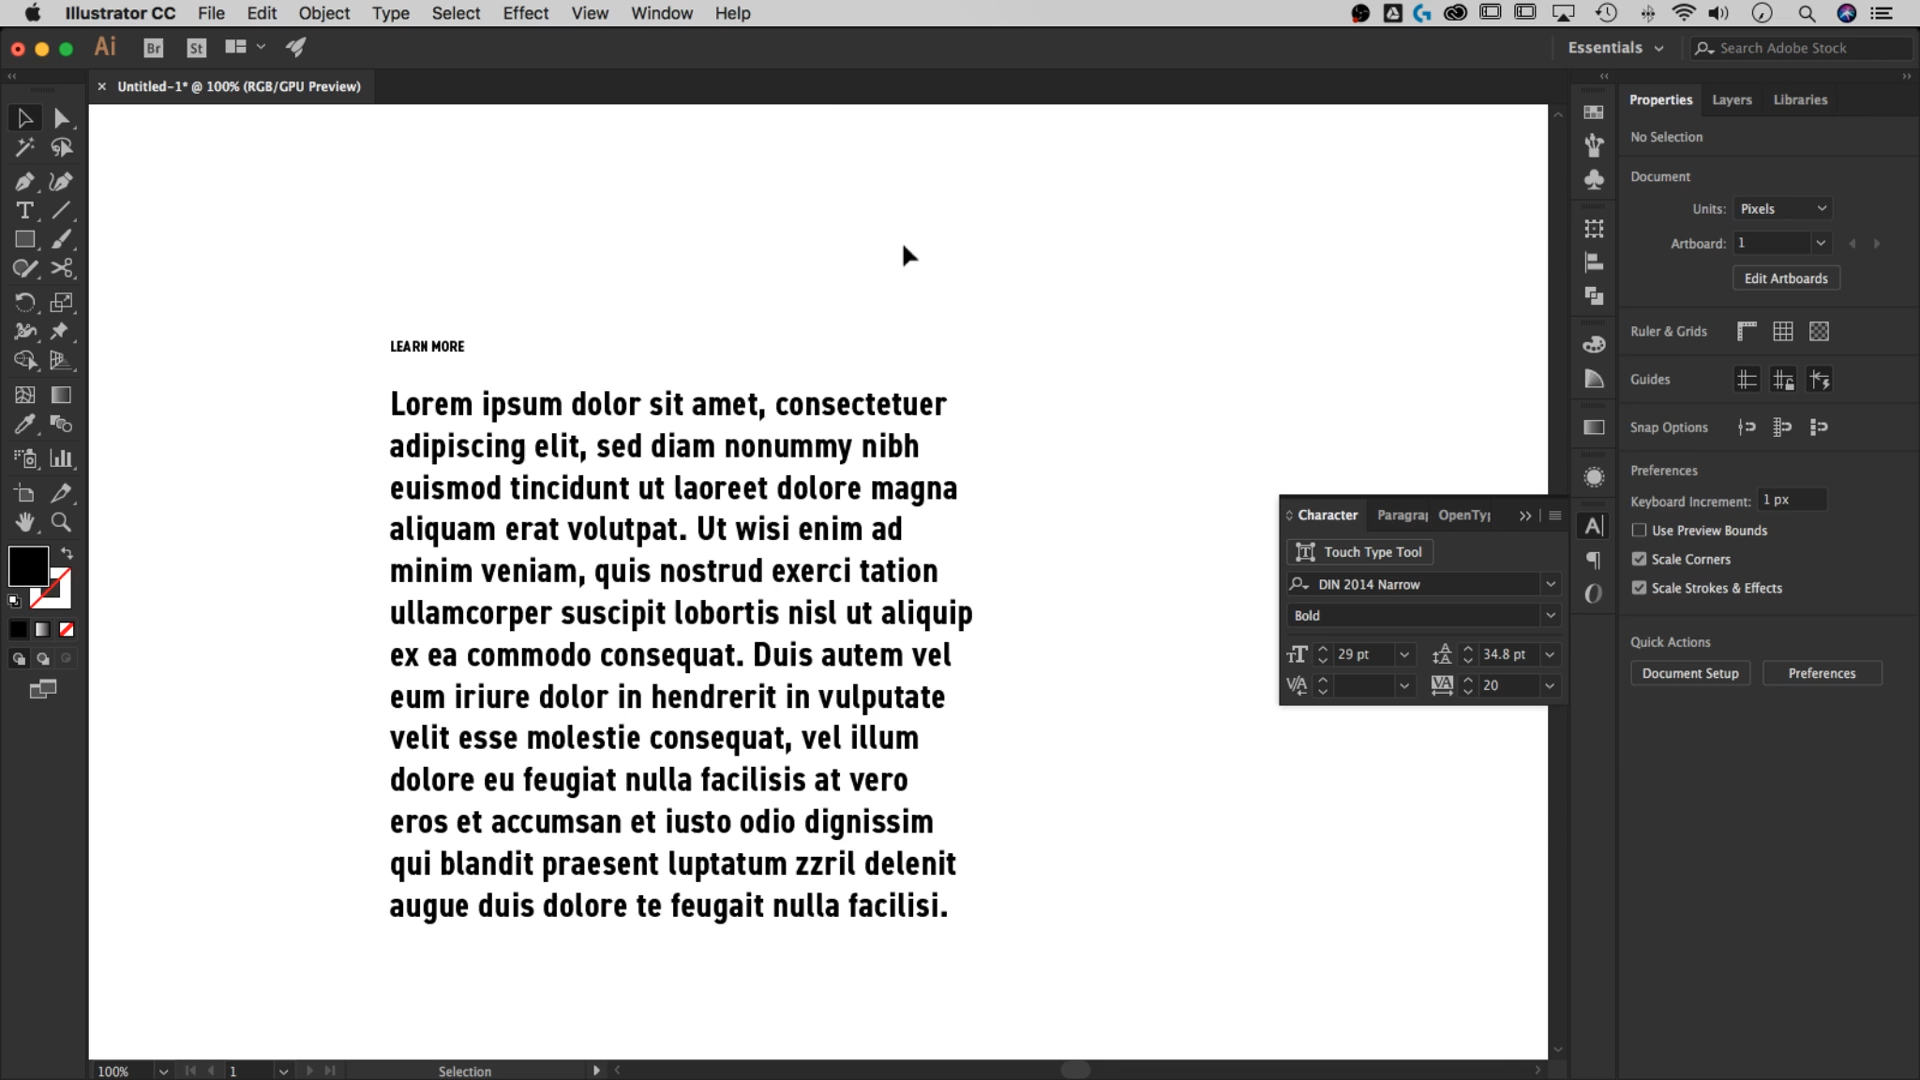 Illustrator CC File Edit Object Type Select Effect View Window Help
Ai Br St Essentials Search Adobe Stock
× Untitled-1* @ 100% (RGB/GPU Preview)
Properties Layers Libraries
No Selection
Document
Units: Pixels
Artboard: 1
Edit Artboards
Ruler & Grids
Guides
Snap Options
Preferences
Keyboard Increment: 1 px
Use Preview Bounds
Scale Corners
Scale Strokes & Effects
Quick Actions
Document Setup Preferences
LEARN MORE
Lorem ipsum dolor sit amet, consectetuer
adipiscing elit, sed diam nonummy nibh
euismod tincidunt ut laoreet dolore magna
aliquam erat volutpat. Ut wisi enim ad
minim veniam, quis nostrud exerci tation
ullamcorper suscipit lobortis nisl ut aliquip
ex ea commodo consequat. Duis autem vel
eum iriure dolor in hendrerit in vulputate
velit esse molestie consequat, vel illum
dolore eu feugiat nulla facilisis at vero
eros et accumsan et iusto odio dignissim
qui blandit praesent luptatum zzril delenit
augue duis dolore te feugait nulla facilisi.
Character Paragra OpenTy
Touch Type Tool
DIN 2014 Narrow
Bold
29 pt 34.8 pt
20
100% 1 Selection